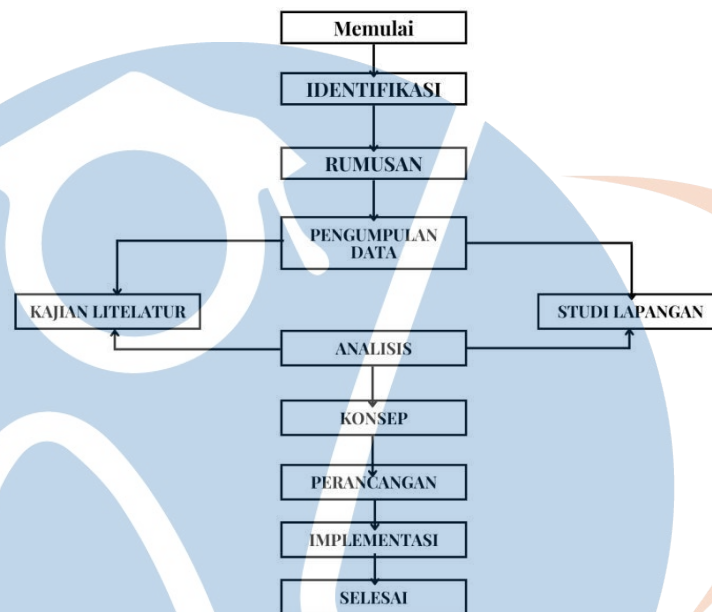 Memulai
IDENTIFIKASI
RUMUSAN
PENGUMPULAN
DATA
KAJIAN LITELATUR
STUDI LAPANGAN
ANALISIS
KONSEP
PERANCANGAN
IMPLEMENTASI
SELESAI